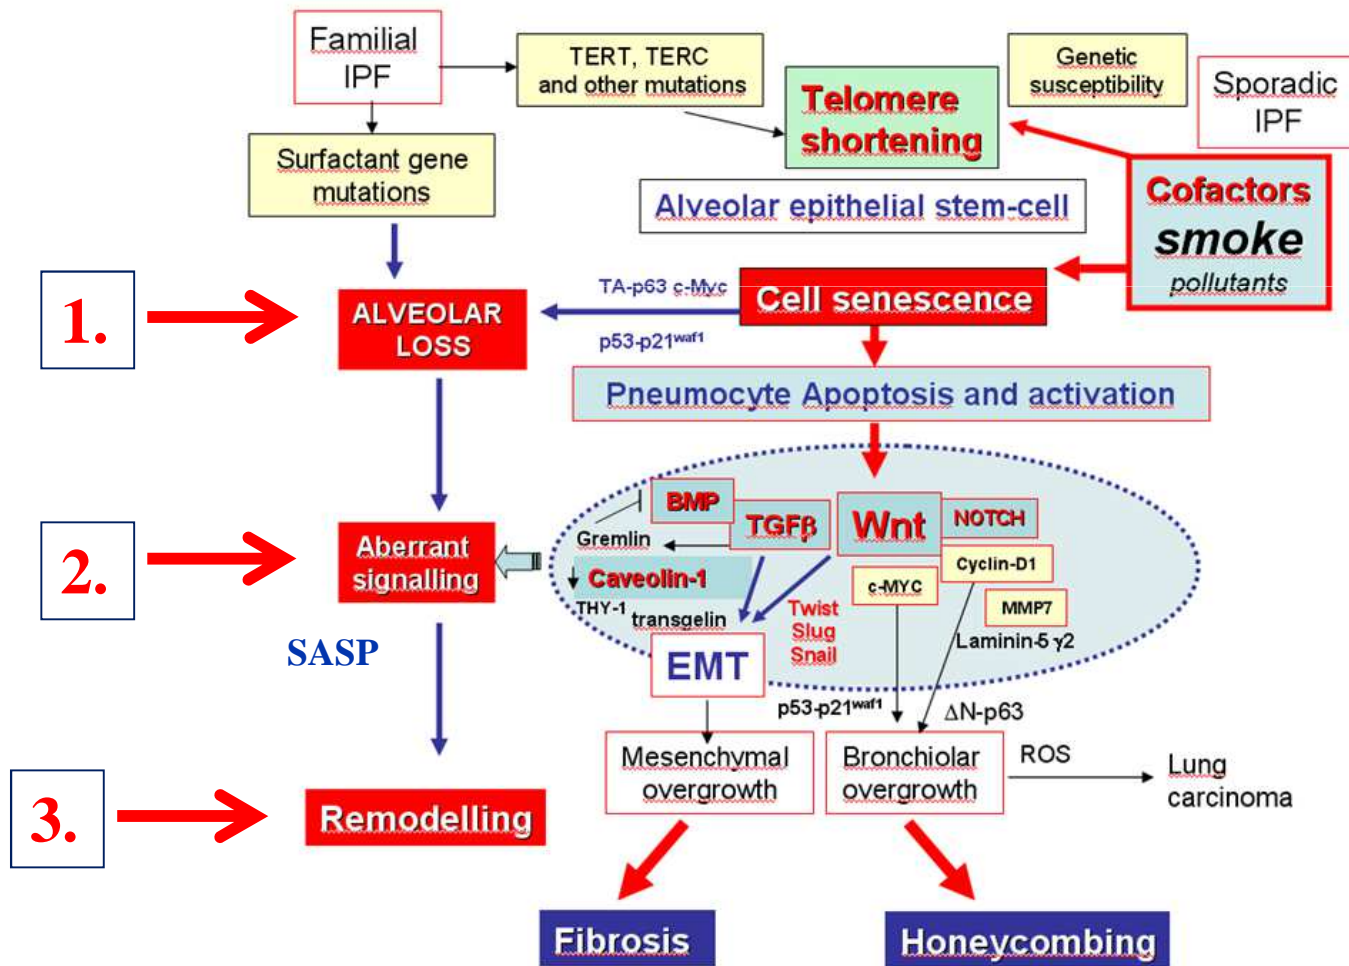 Familial
IPF
TERT, TERC
and other mutations
Telomere
shortening
Genetic
susceptibility
Sporadic
IPF
Surfactant gene
mutations
Alveolar epithelial stem-cell
Cofactors
smoke
pollutants
1.
ALVEOLAR
LOSS
TA-p63 c-Myc
p53-p21waf1
Cell senescence
Pneumocyte Apoptosis and activation
2.
Aberrant
signalling
BMP
TGFβ
Gremlin
Caveolin-1
THY-1
transgelin
Wnt
NOTCH
Cyclin-D1
c-MYC
MMP7
Laminin-5 γ2
Twist
Slug
Snail
EMT
SASP
p53-p21waf1
ΔN-p63
3.
Remodelling
Mesenchymal
overgrowth
Bronchiolar
overgrowth
ROS
Lung
carcinoma
Fibrosis
Honeycombing